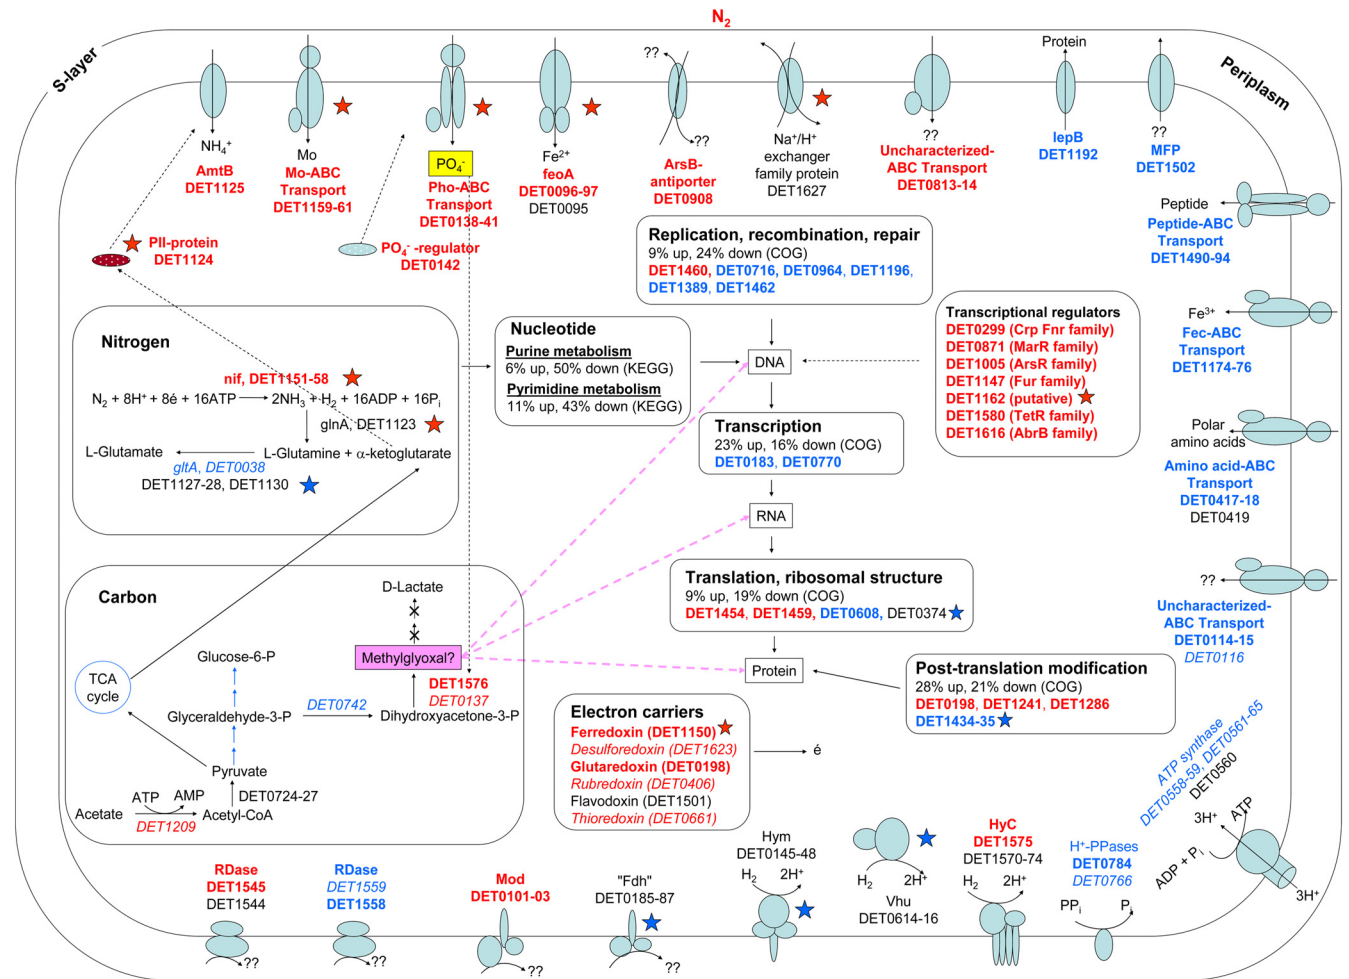 N₂
S-layer
Periplasm
NH₄⁺
AmtB
DET1125
Mo
Mo-ABC
Transport
DET1159-61
PO₄⁻
Pho-ABC
Transport
DET0138-41
Fe²⁺
feoA
DET0096-97
DET0095
??
??
ArsB-
antiporter
DET0908
Na⁺/H⁺
exchanger
family protein
DET1627
??
Uncharacterized-
ABC Transport
DET0813-14
Protein
lepB
DET1192
??
MFP
DET1502
PII-protein
DET1124
PO₄⁻ -regulator
DET0142
Peptide
Peptide-ABC
Transport
DET1490-94
Fe³⁺
Fec-ABC
Transport
DET1174-76
Polar
amino acids
Amino acid-ABC
Transport
DET0417-18
DET0419
??
Uncharacterized-
ABC Transport
DET0114-15
DET0116
Replication, recombination, repair
9% up, 24% down (COG)
DET1460, DET0716, DET0964, DET1196,
DET1389, DET1462
Nitrogen
nif, DET1151-58
N₂ + 8H⁺ + 8é + 16ATP 2NH₃ + H₂ + 16ADP + 16Pᵢ
glnA, DET1123
L-Glutamate
L-Glutamine + α-ketoglutarate
gltA, DET0038
DET1127-28, DET1130
Nucleotide
Purine metabolism
6% up, 50% down (KEGG)
Pyrimidine metabolism
11% up, 43% down (KEGG)
DNA
Transcriptional regulators
DET0299 (Crp Fnr family)
DET0871 (MarR family)
DET1005 (ArsR family)
DET1147 (Fur family)
DET1162 (putative)
DET1580 (TetR family)
DET1616 (AbrB family)
Transcription
23% up, 16% down (COG)
DET0183, DET0770
RNA
Translation, ribosomal structure
9% up, 19% down (COG)
DET1454, DET1459, DET0608, DET0374
Protein
Post-translation modification
28% up, 21% down (COG)
DET0198, DET1241, DET1286
DET1434-35
Carbon
D-Lactate
Methylglyoxal?
DET1576
DET0137
Glucose-6-P
TCA
cycle
DET0742
Glyceraldehyde-3-P
Dihydroxyacetone-3-P
Pyruvate
ATP
AMP
DET0724-27
Acetate
Acetyl-CoA
DET1209
Electron carriers
Ferredoxin (DET1150)
Desulforedoxin (DET1623)
Glutaredoxin (DET0198)
Rubredoxin (DET0406)
Flavodoxin (DET1501)
Thioredoxin (DET0661)
é
ATP synthase
DET0558-59, DET0561-65
DET0560
3H⁺
ATP
ADP + Pᵢ
3H⁺
RDase
DET1545
DET1544
??
RDase
DET1559
DET1558
??
Mod
DET0101-03
??
"Fdh"
DET0185-87
??
Hym
DET0145-48
H₂
2H⁺
H₂
2H⁺
Vhu
DET0614-16
HyC
DET1575
DET1570-74
H₂
2H⁺
H⁺-PPases
DET0784
DET0766
PPᵢ
Pᵢ